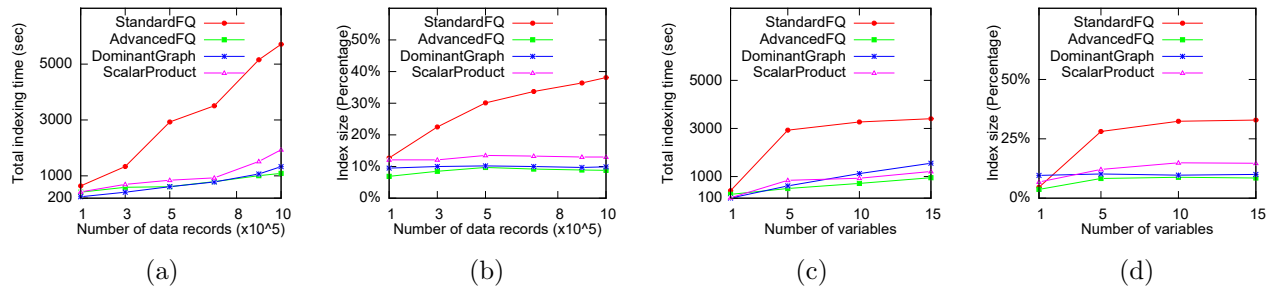 Total indexing time (sec)
5000
3000
1000
200
StandardFQ
AdvancedFQ
DominantGraph
ScalarProduct
1 3 5 8 10
Number of data records (x10^5)
(a)
Index size (Percentage)
50%
40%
30%
20%
10%
0%
StandardFQ
AdvancedFQ
DominantGraph
ScalarProduct
1 3 5 8 10
Number of data records (x10^5)
(b)
Total indexing time (sec)
5000
3000
1000
100
StandardFQ
AdvancedFQ
DominantGraph
ScalarProduct
1 5 10 15
Number of variables
(c)
Index size (Percentage)
50%
25%
0%
StandardFQ
AdvancedFQ
DominantGraph
ScalarProduct
1 5 10 15
Number of variables
(d)